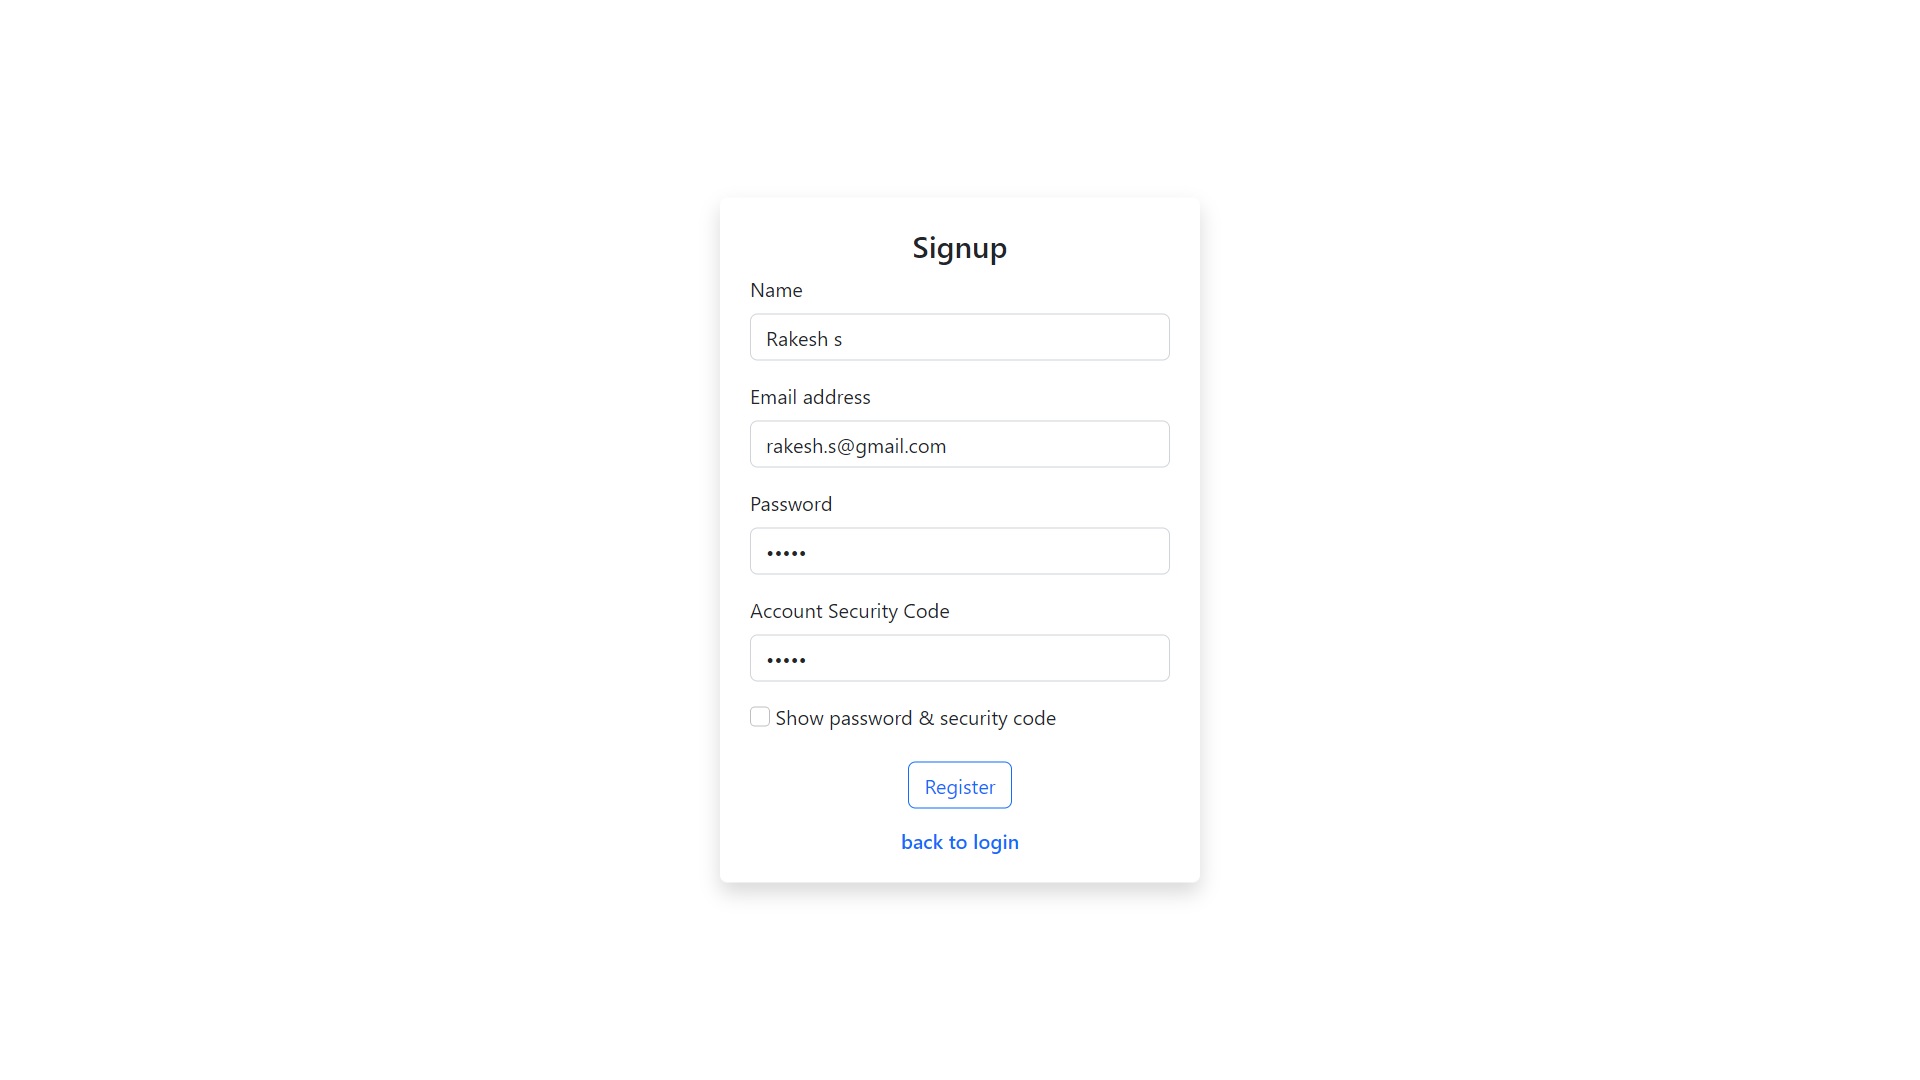 Signup
Name
Rakesh s
Email address
rakesh.s@gmail.com
Password
•••••
Account Security Code
•••••
Show password & security code
Register
back to login